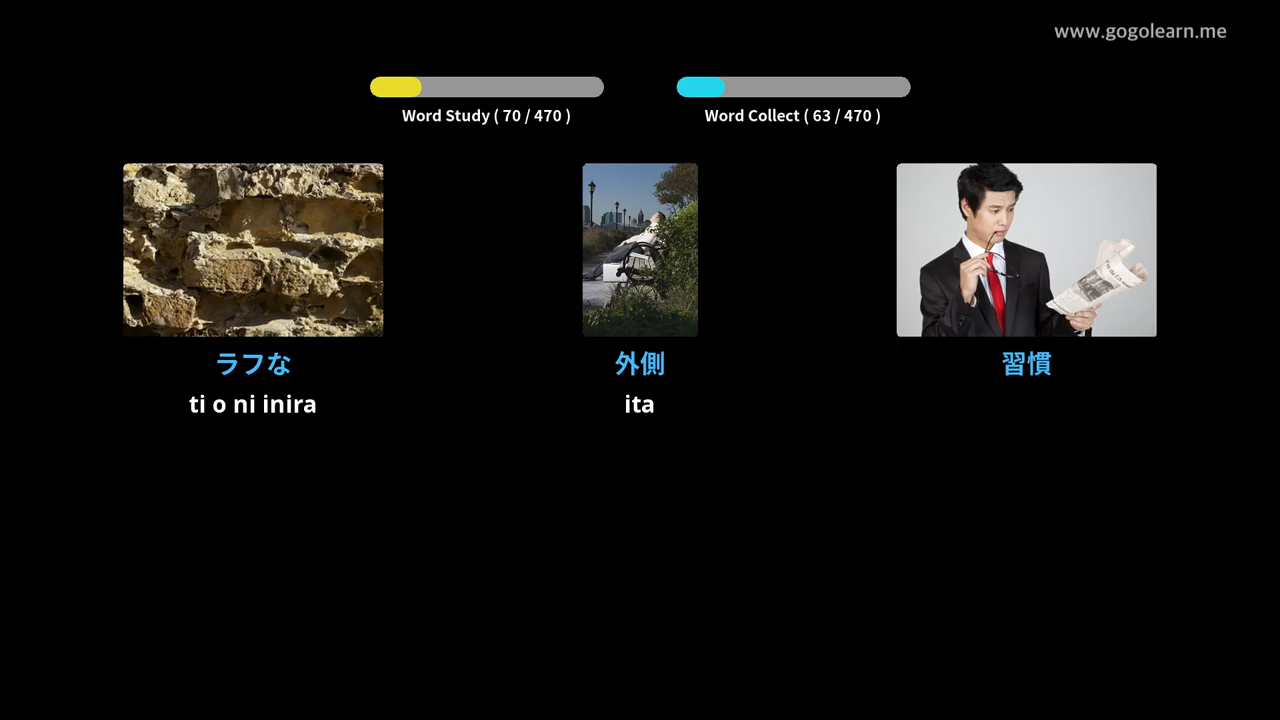 www.gogolearn.me
Word Study ( 70 / 470 )
Word Collect ( 63 / 470 )
ラフな
外側
習慣
ti o ni inira
ita